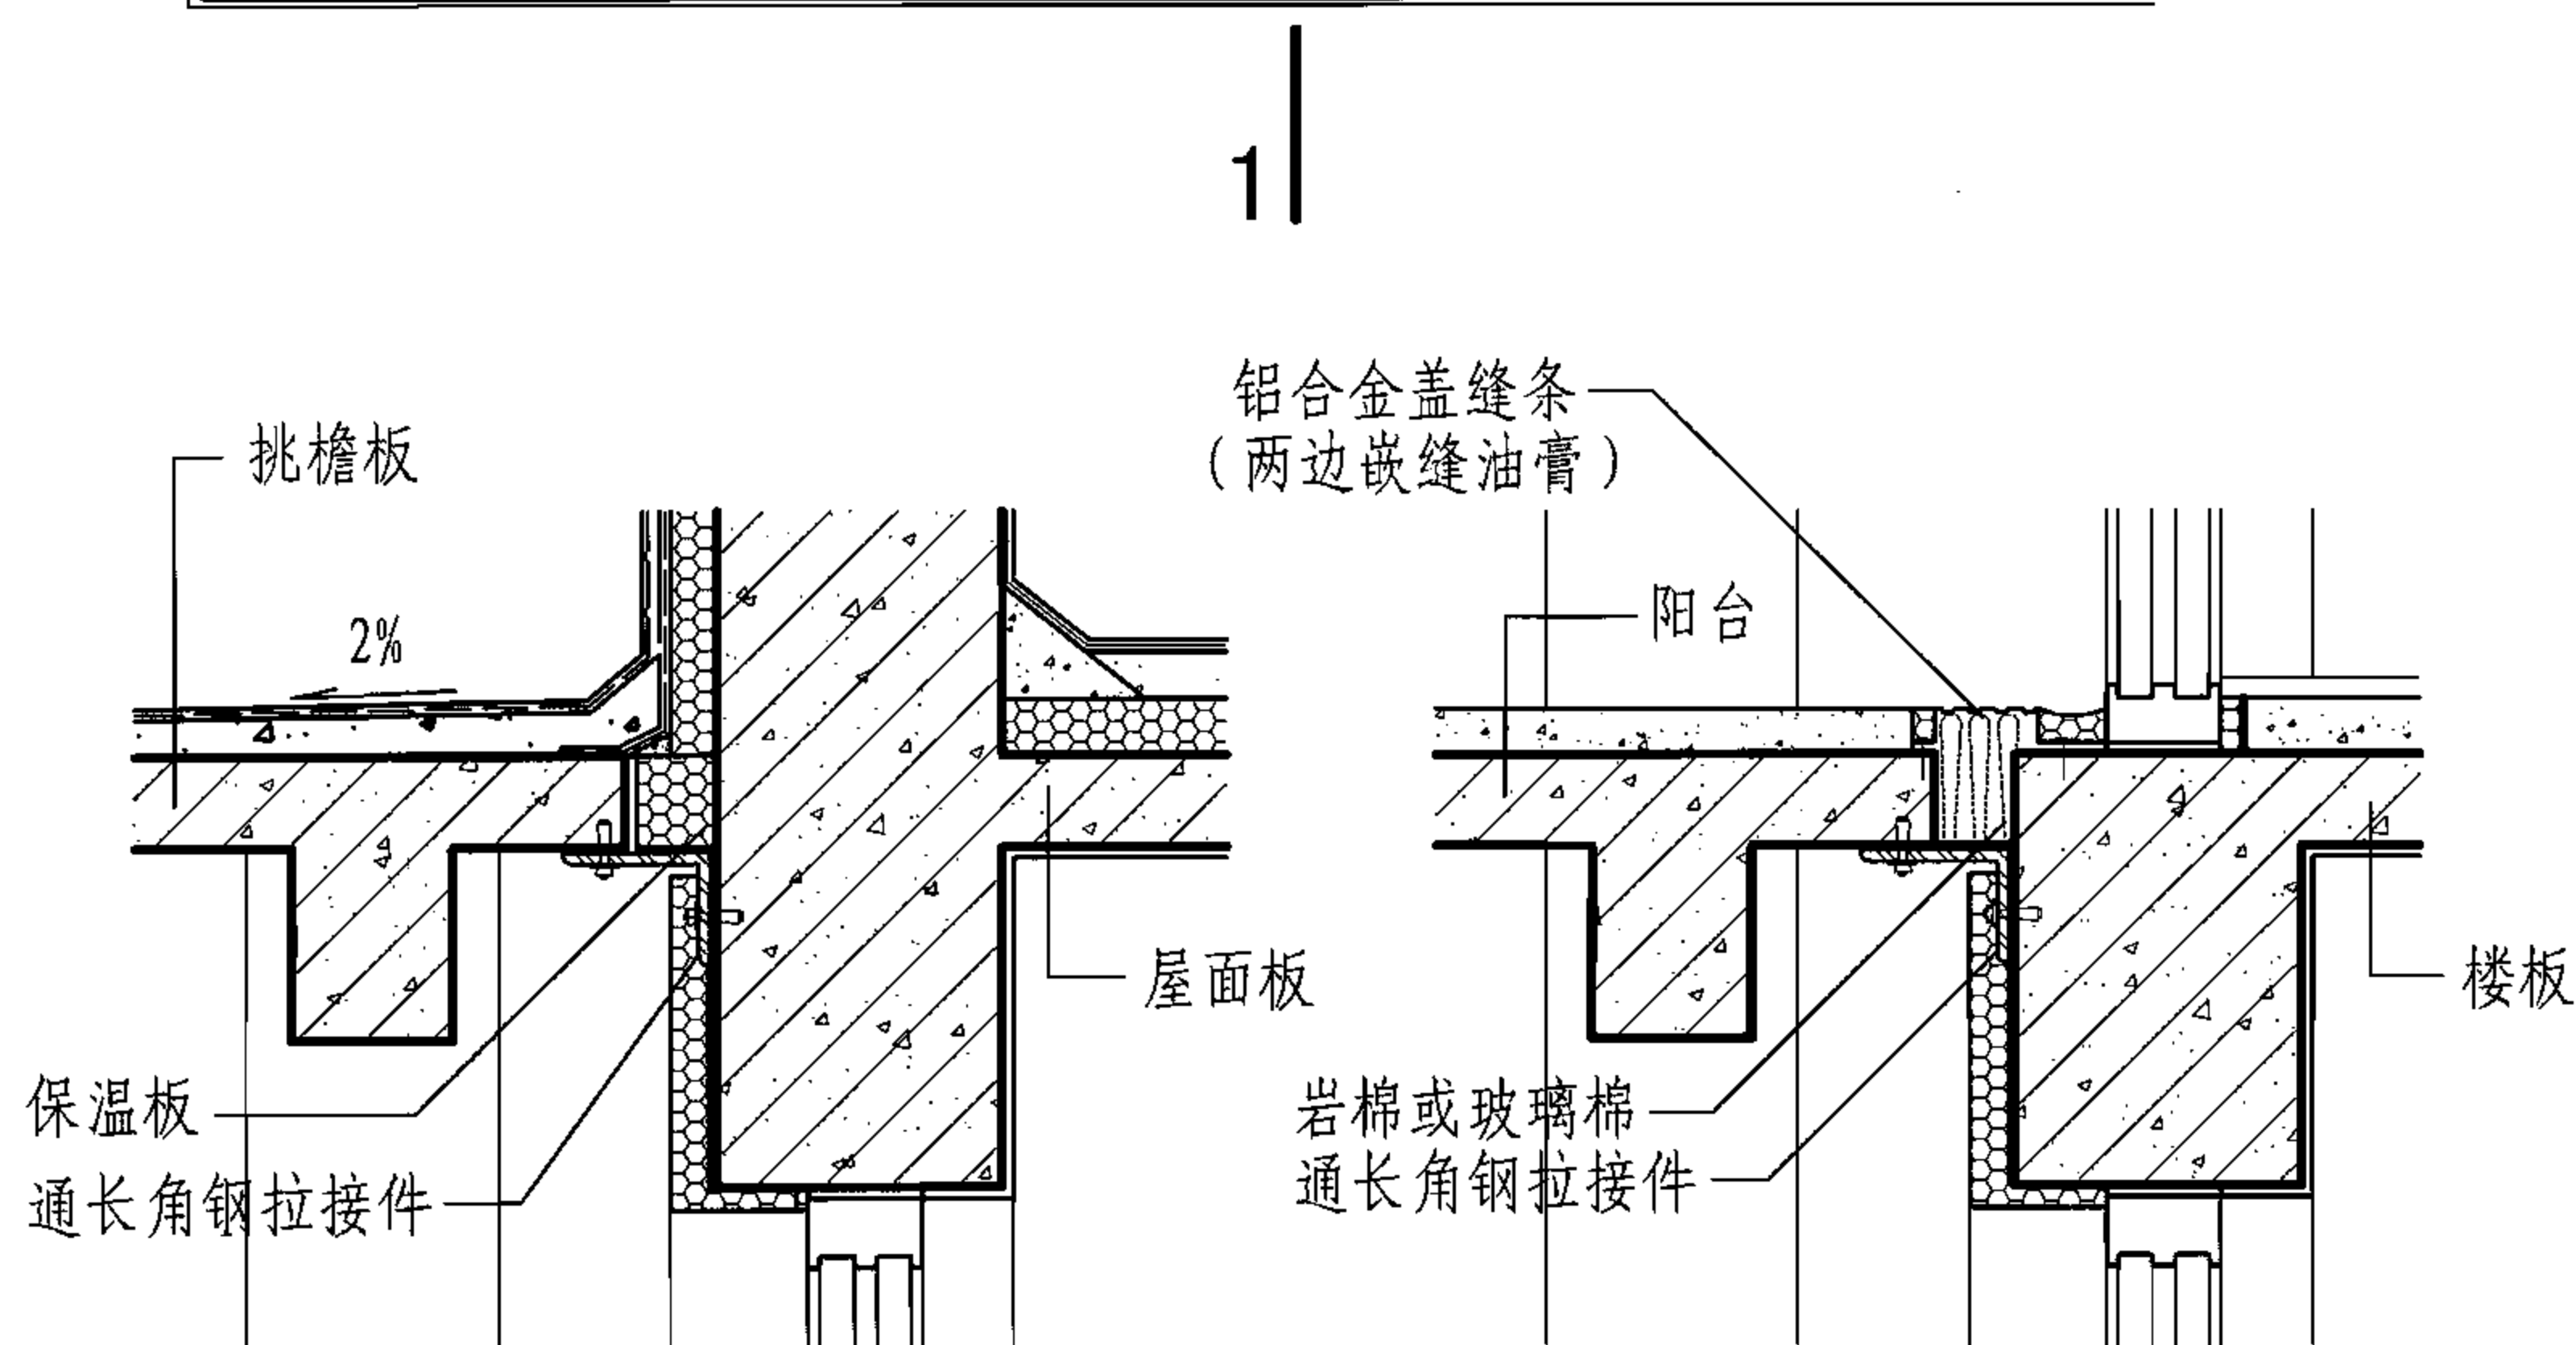 1
挑檐板
2%
保温板
通长角钢拉接件
屋面板
铝合金盖缝条
（两边嵌缝油膏）
阳台
岩棉或玻璃棉
通长角钢拉接件
楼板